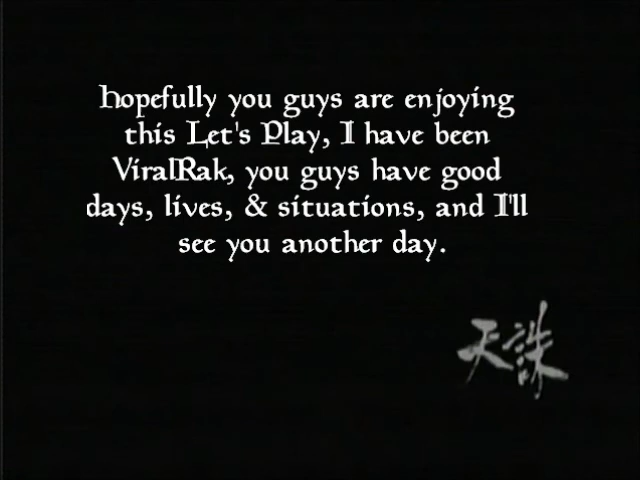 Hopefully you guys are enjoying
this Let's Play, I have been
ViralRak, you guys have good
days, lives, & situations, and I'll
see you another day.
天誅